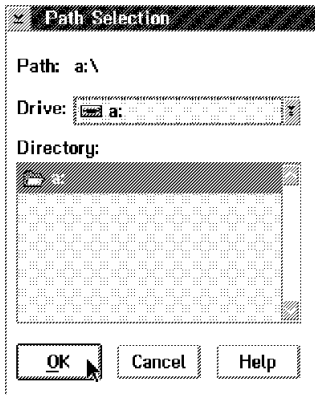 Path Selection
Path: a:\
Drive: a:
Directory:
a:
OK Cancel Help